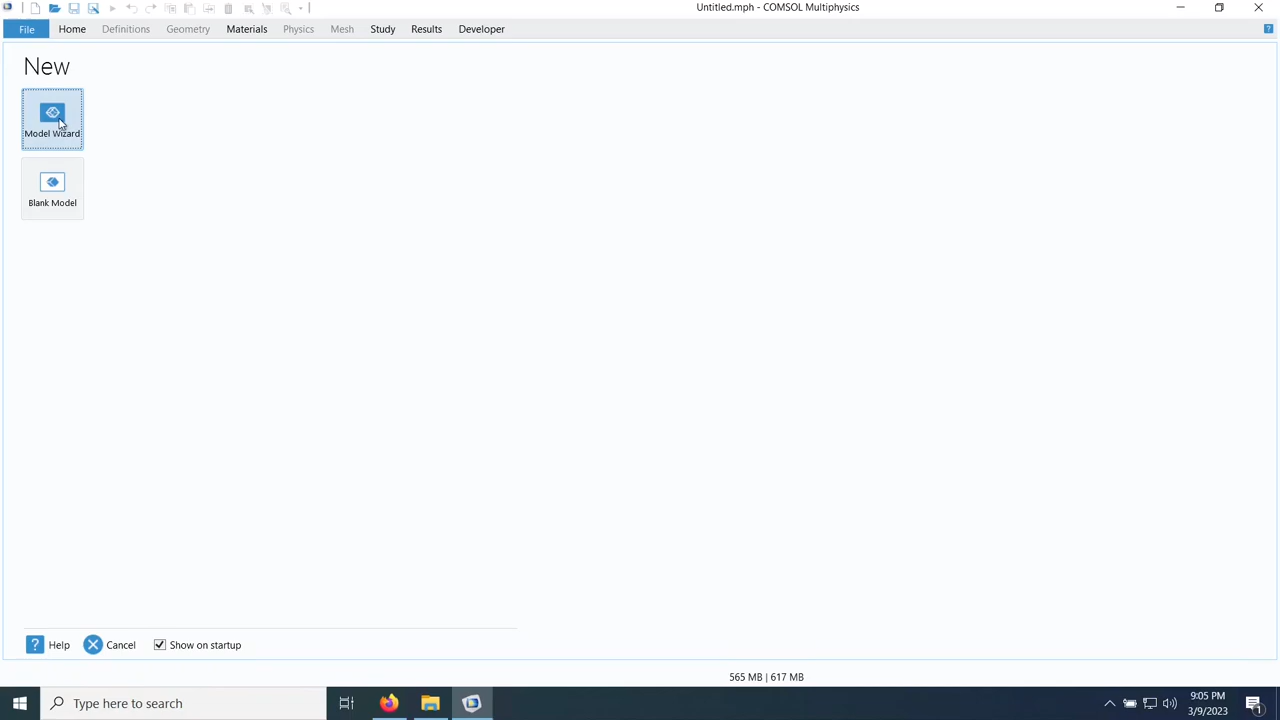 Untitled.mph - COMSOL Multiphysics
File Home Definitions Geometry Materials Physics Mesh Study Results Developer ?
New
Model Wizard
Blank Model
? Help Cancel Show on startup
565 MB | 617 MB
Type here to search
9:05 PM
3/9/2023
1